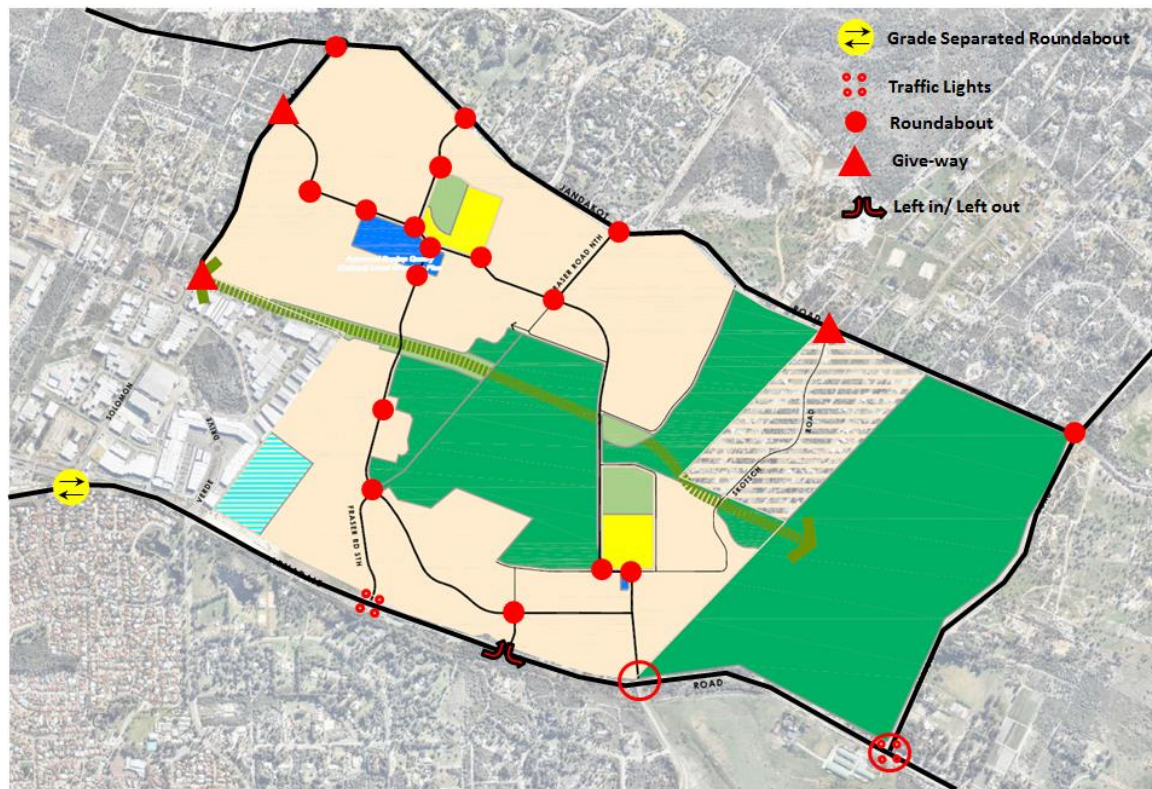 Grade Separated Roundabout
Traffic Lights
Roundabout
Give-way
Left in/ Left out
JANDAKOT
ROAD
FRASER ROAD NTH
SOLOMON
DRIVE
VERDE
FRASER RD STH
SKOTSCH
ROAD
ROAD